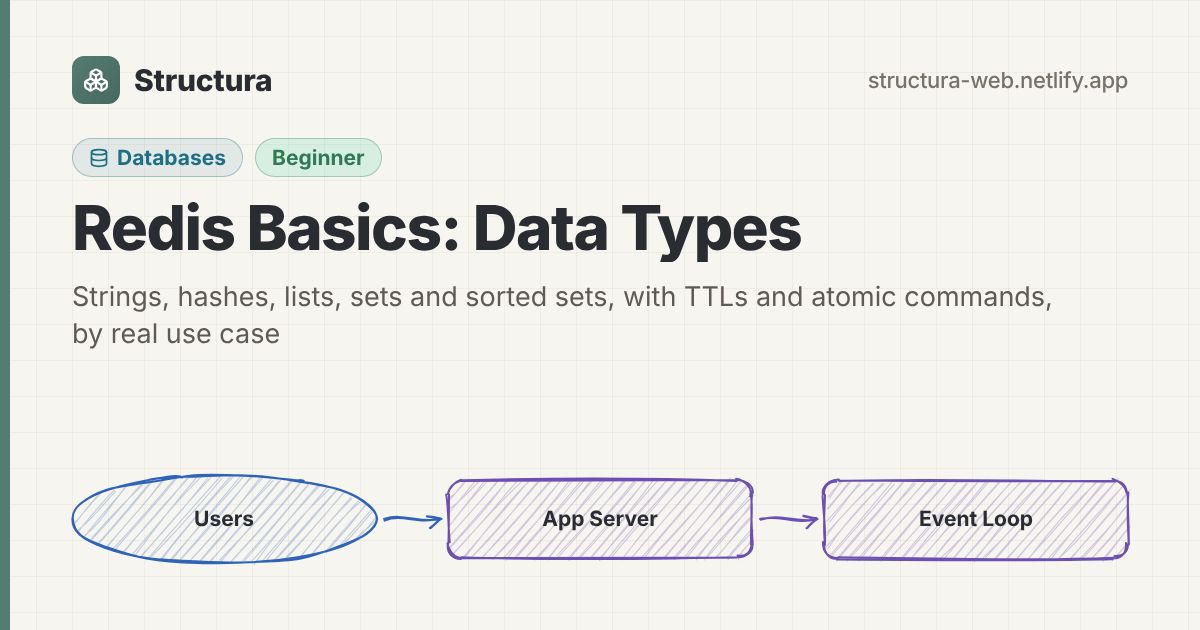 Structura
structura-web.netlify.app
Databases
Beginner
Redis Basics: Data Types
Strings, hashes, lists, sets and sorted sets, with TTLs and atomic commands,
by real use case
Users
App Server
Event Loop